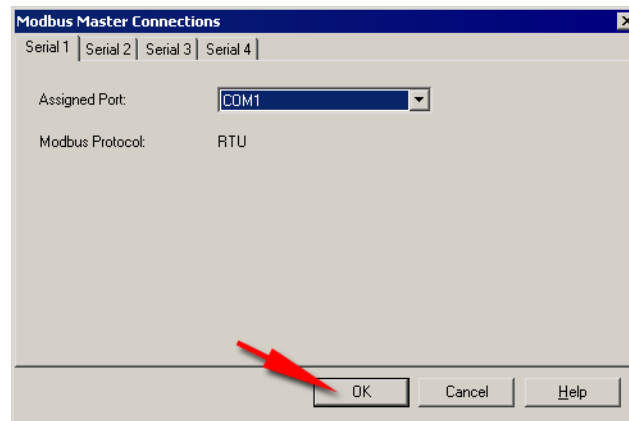 Modbus Master Connections
Serial 1 Serial 2 Serial 3 Serial 4
Assigned Port: COM1
Modbus Protocol: RTU
OK Cancel Help